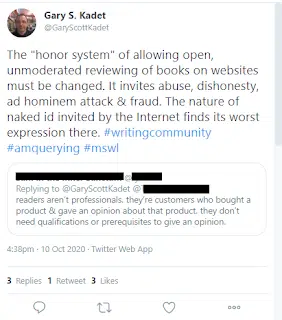 Gary S. Kadet
@GaryScottKadet
The "honor system" of allowing open,
unmoderated reviewing of books on websites
must be changed. It invites abuse, dishonesty,
ad hominem attack & fraud. The nature of
naked id invited by the Internet finds its worst
expression there. #writingcommunity
#amquerying #mswl
Replying to @GaryScottKadet @
readers aren't professionals. they're customers who bought a
product & gave an opinion about that product. they don't
need qualifications or prerequisites to give an opinion.
4:38pm · 10 Oct 2020 · Twitter Web App
3 Replies 1 Retweet 3 Likes